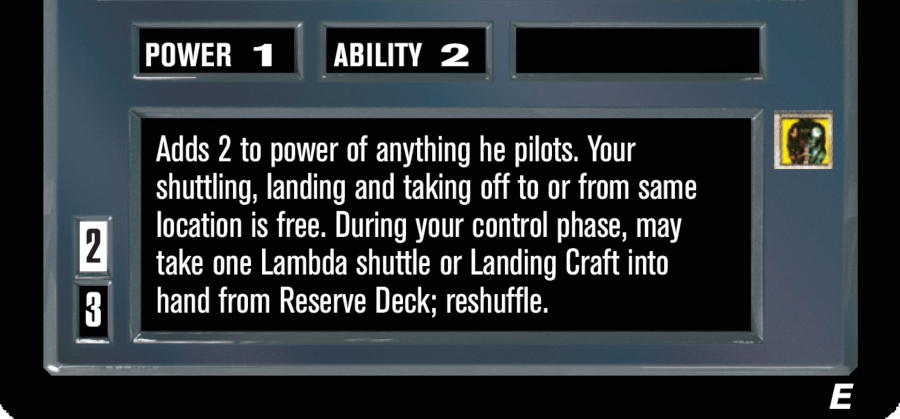 POWER 1 ABILITY 2
Adds 2 to power of anything he pilots. Your
shuttling, landing and taking off to or from same
location is free. During your control phase, may
take one Lambda shuttle or Landing Craft into
hand from Reserve Deck; reshuffle.
2
3
E